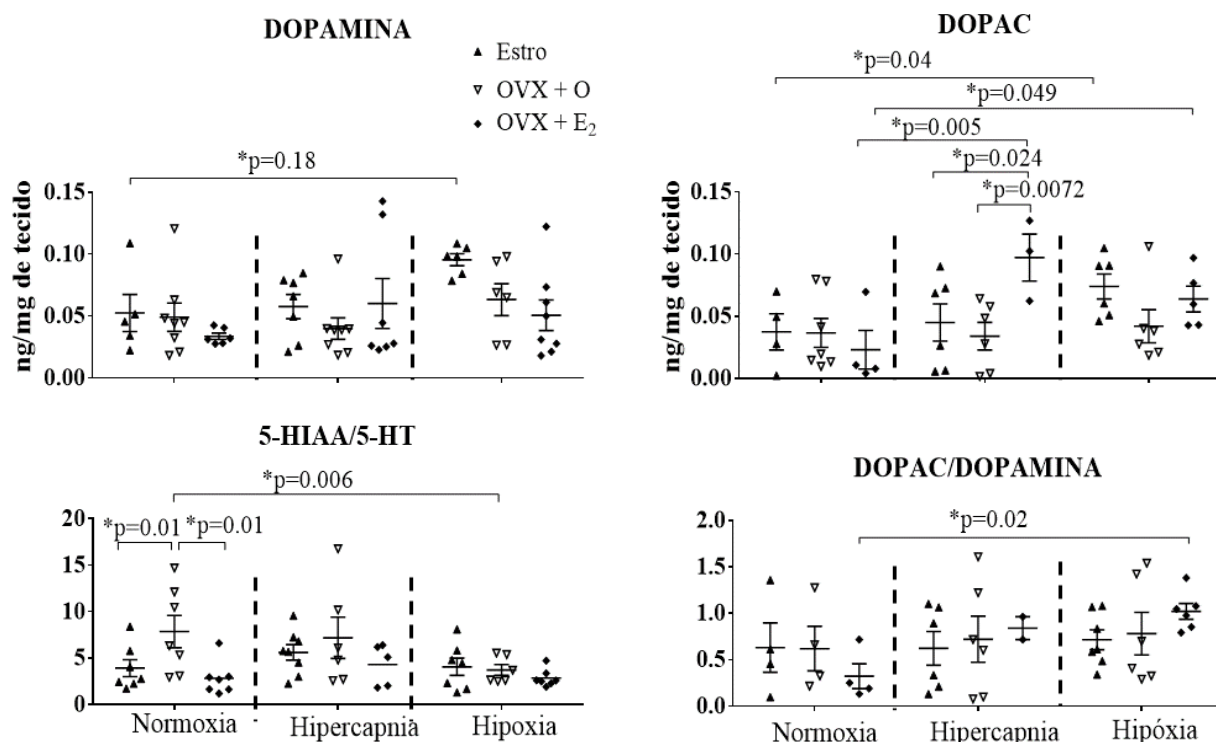 DOPAMINA
▲ Estro
▽ OVX + O
◆ OVX + E₂
*p=0.18
ng/mg de tecido
0.15
0.10
0.05
0.00
DOPAC
*p=0.04
*p=0.049
*p=0.005
*p=0.024
*p=0.0072
ng/mg de tecido
0.15
0.10
0.05
0.00
5-HIAA/5-HT
*p=0.006
*p=0.01 *p=0.01
20
15
10
5
0
Normoxia Hipercapnia Hipoxia
DOPAC/DOPAMINA
*p=0.02
2.0
1.5
1.0
0.5
0.0
Normoxia Hipercapnia Hipóxia